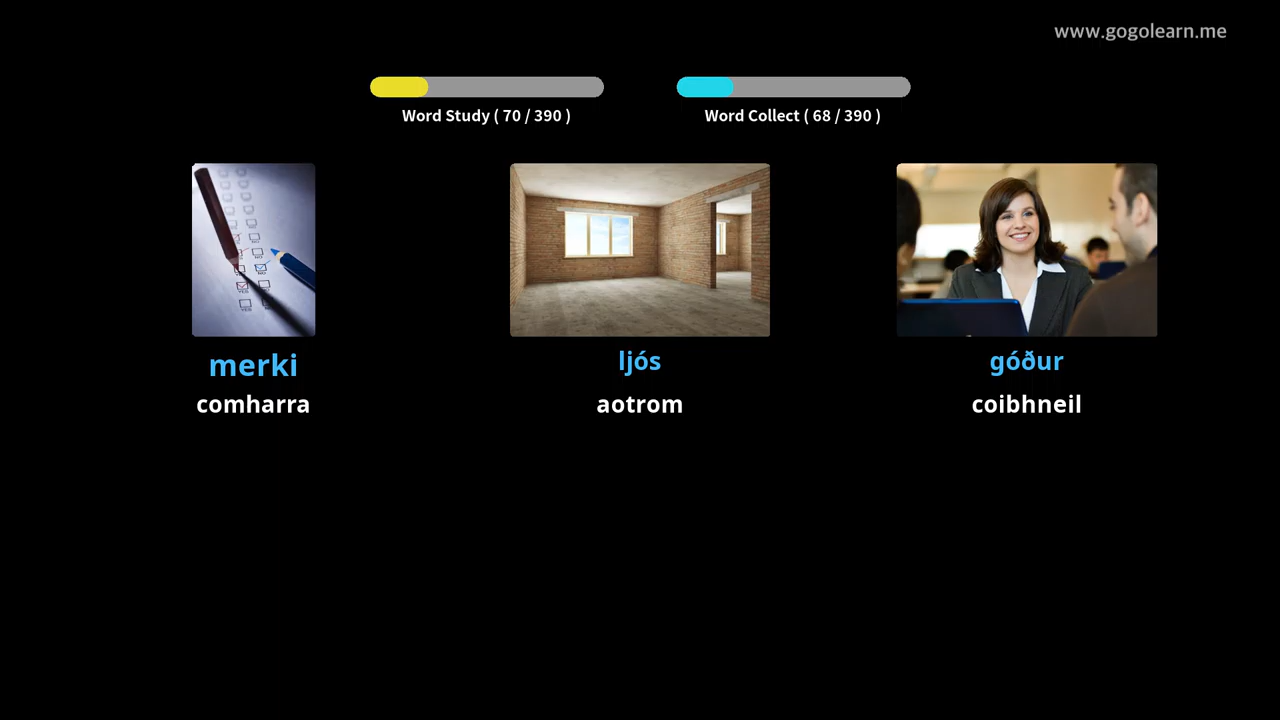 www.gogolearn.me
Word Study ( 70 / 390 )
Word Collect ( 68 / 390 )
merki
ljós
góður
comharra
aotrom
coibhneil